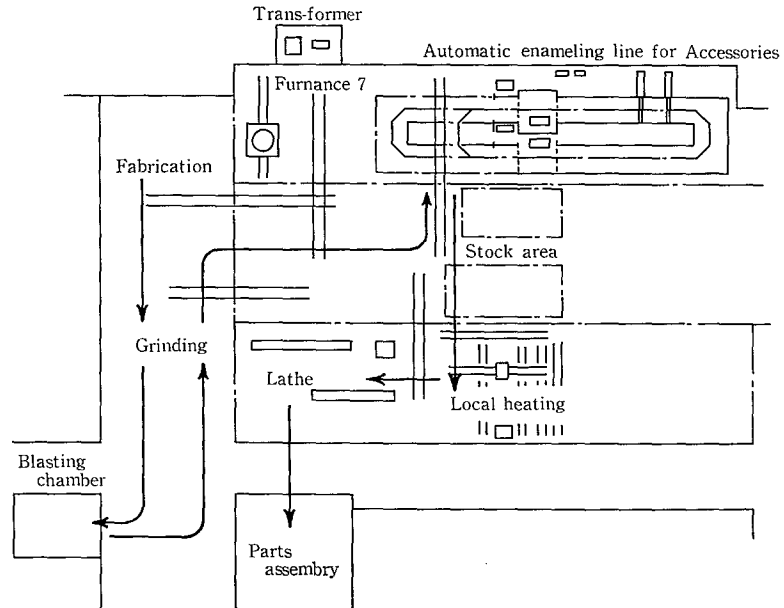 Trans-former
Automatic enameling line for Accessories
Furnance 7
Fabrication
Stock area
Grinding
Lathe
Local heating
Blasting
chamber
Parts
assembly